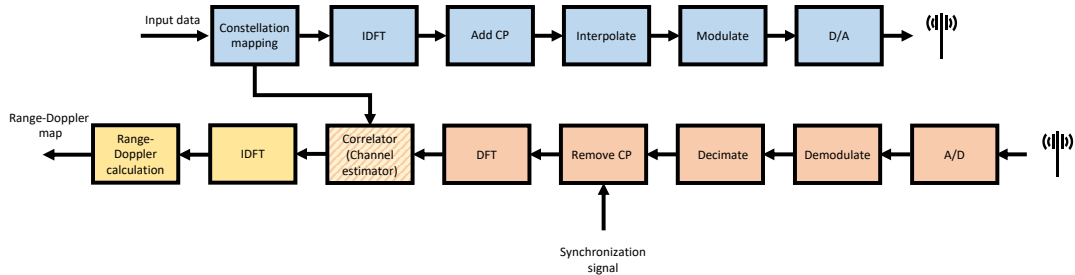 Input data
Constellation
mapping
IDFT
Add CP
Interpolate
Modulate
D/A
Range-Doppler
map
Range-
Doppler
calculation
IDFT
Correlator
(Channel
estimator)
DFT
Remove CP
Decimate
Demodulate
A/D
Synchronization
signal